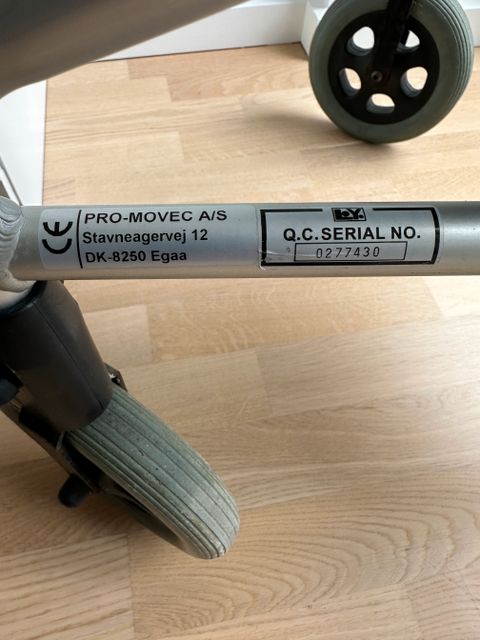 CE
PRO-MOVEC A/S
Stavneagervej 12
DK-8250 Egaa
Q.C.SERIAL NO.
0277430